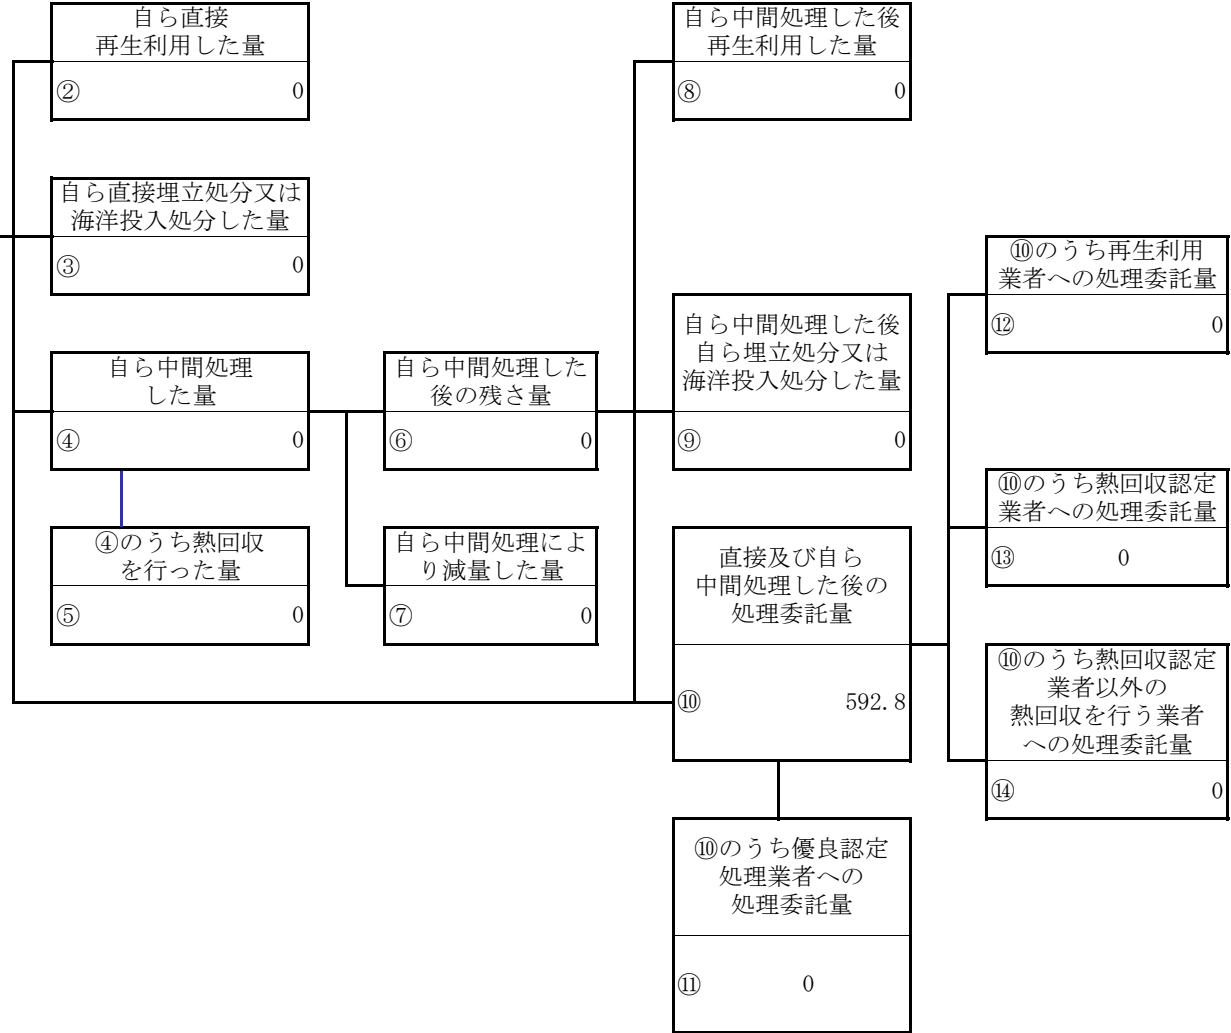 自ら直接
再生利用した量
② 0
自ら直接埋立処分又は
海洋投入処分した量
③ 0
自ら中間処理
した量
④ 0
④のうち熱回収
を行った量
⑤ 0
自ら中間処理した
後の残さ量
⑥ 0
自ら中間処理によ
り減量した量
⑦ 0
自ら中間処理した後
再生利用した量
⑧ 0
自ら中間処理した後
自ら埋立処分又は
海洋投入処分した量
⑨ 0
直接及び自ら
中間処理した後の
処理委託量
⑩ 592.8
⑩のうち優良認定
処理業者への
処理委託量
⑪ 0
⑩のうち再生利用
業者への処理委託量
⑫ 0
⑩のうち熱回収認定
業者への処理委託量
⑬ 0
⑩のうち熱回収認定
業者以外の
熱回収を行う業者
への処理委託量
⑭ 0